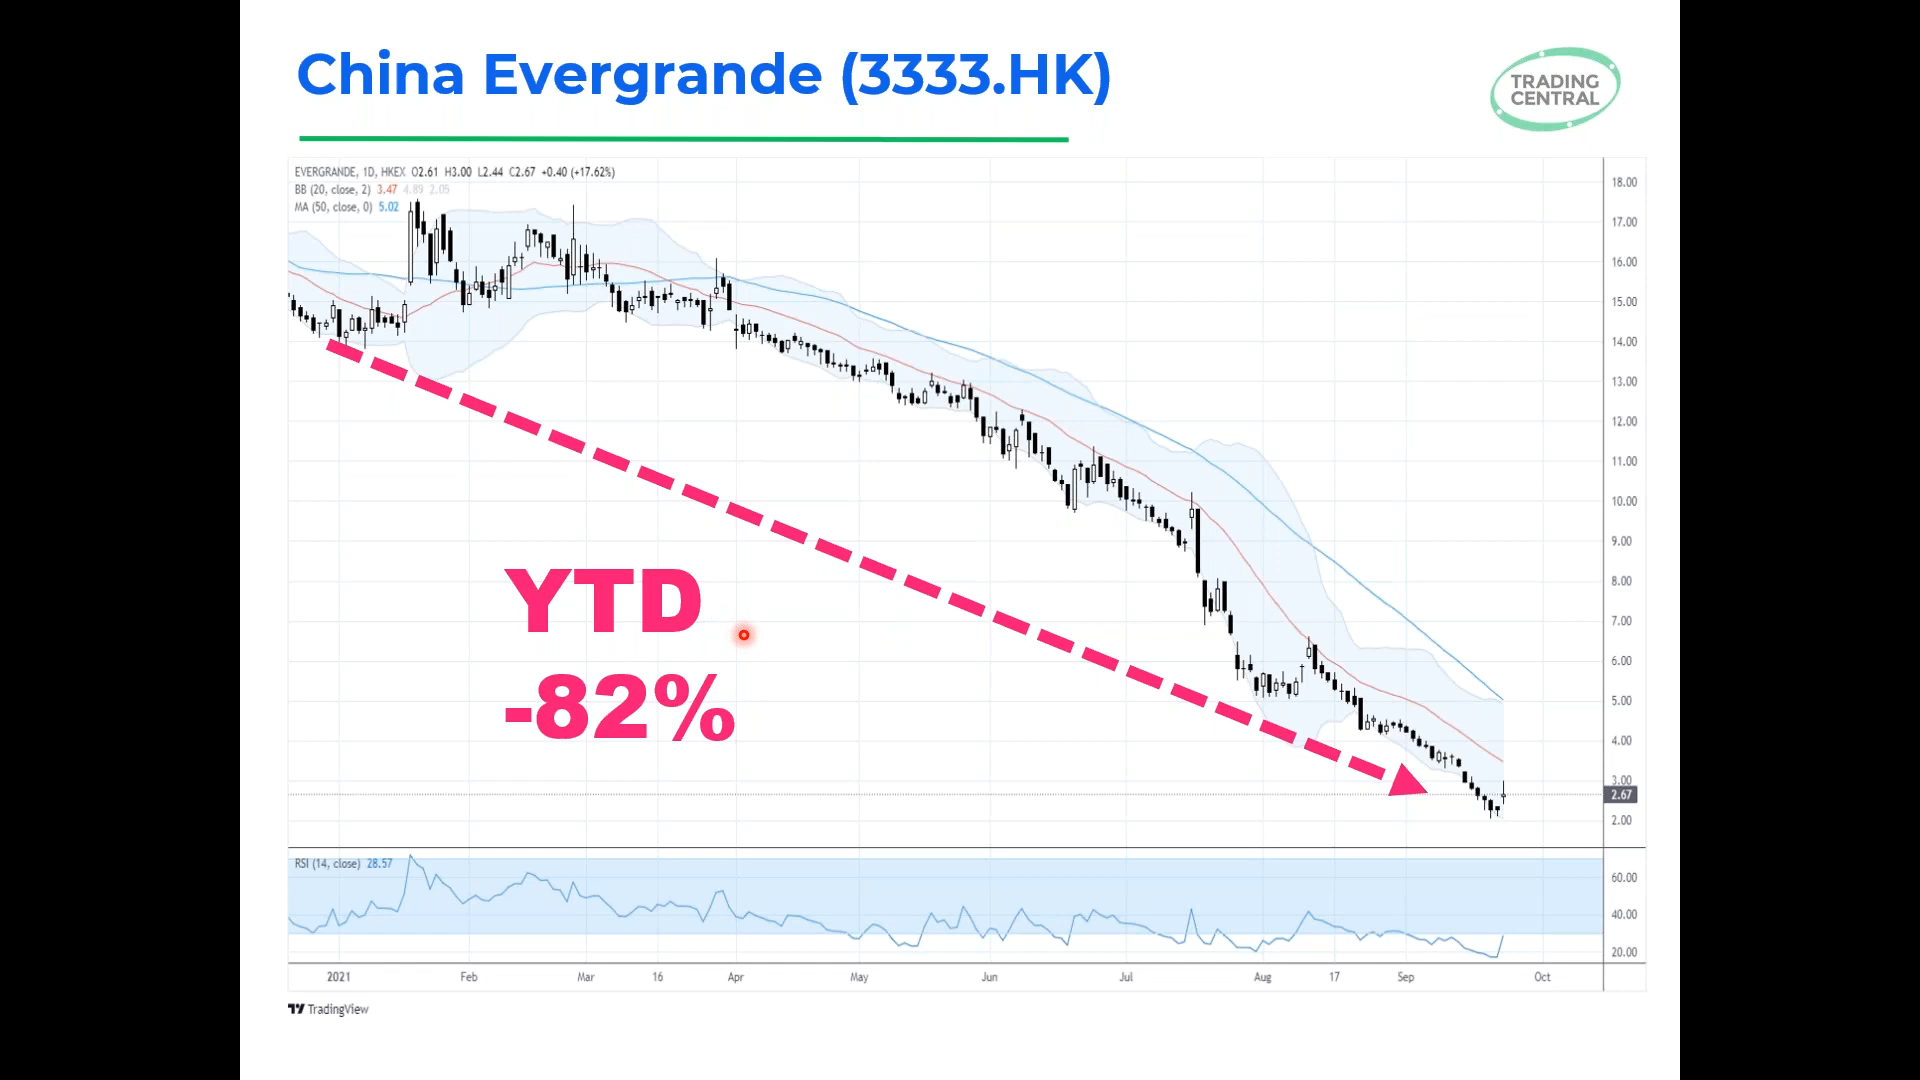 China Evergrande (3333.HK)
TRADING
CENTRAL
EVERGRANDE, 1D, HKEX O2.61 H3.00 L2.44 C2.67 +0.40 (+17.62%)
BB (20, close, 2) 3.47 4.89 2.05
MA (50, close, 0) 5.02
18.00
17.00
16.00
15.00
14.00
13.00
12.00
11.00
10.00
9.00
8.00
7.00
6.00
5.00
4.00
3.00
2.67
2.00
YTD
-82%
RSI (14, close) 28.57
60.00
40.00
20.00
2021 Feb Mar 16 Apr May Jun Jul Aug 17 Sep Oct
TradingView